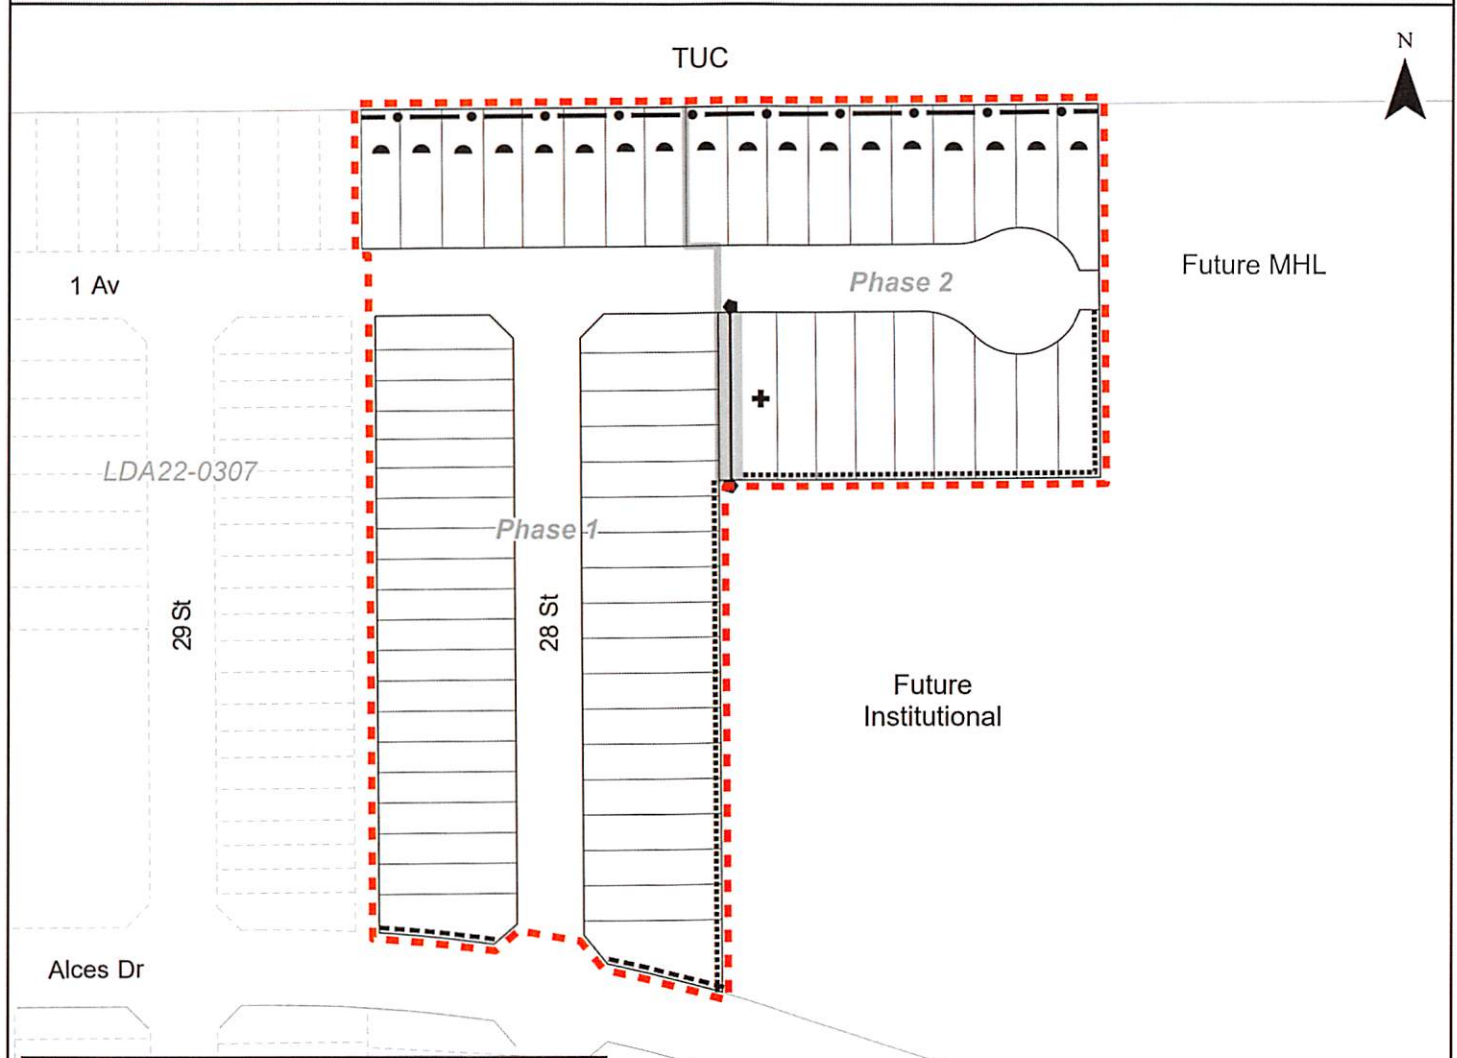 TUC
N
1 Av
Phase 2
Future MHL
LDA22-0307
Phase 1
29 St
28 St
Future
Institutional
Alces Dr